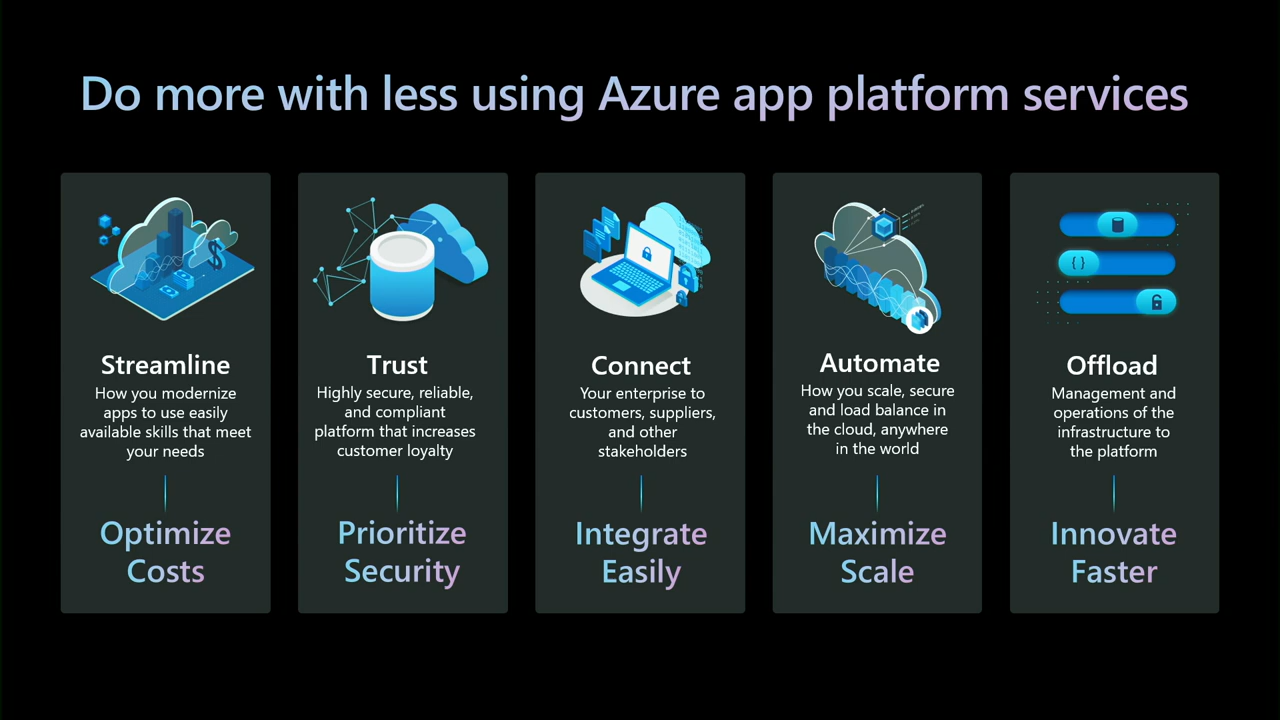 Do more with less using Azure app platform services
Streamline
How you modernize
apps to use easily
available skills that meet
your needs
Optimize
Costs
Trust
Highly secure, reliable,
and compliant
platform that increases
customer loyalty
Prioritize
Security
Connect
Your enterprise to
customers, suppliers,
and other
stakeholders
Integrate
Easily
Automate
How you scale, secure
and load balance in
the cloud, anywhere
in the world
Maximize
Scale
{ }
Offload
Management and
operations of the
infrastructure to
the platform
Innovate
Faster